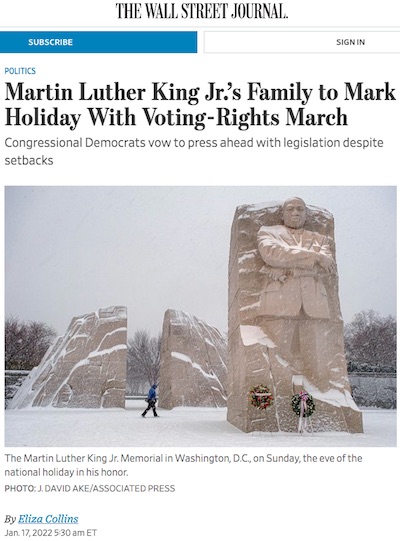 THE WALL STREET JOURNAL.
SUBSCRIBE
SIGN IN
POLITICS
Martin Luther King Jr.’s Family to Mark
Holiday With Voting-Rights March
Congressional Democrats vow to press ahead with legislation despite
setbacks
The Martin Luther King Jr. Memorial in Washington, D.C., on Sunday, the eve of the
national holiday in his honor.
PHOTO: J. DAVID AKE/ASSOCIATED PRESS
By Eliza Collins
Jan. 17, 2022 5:30 am ET